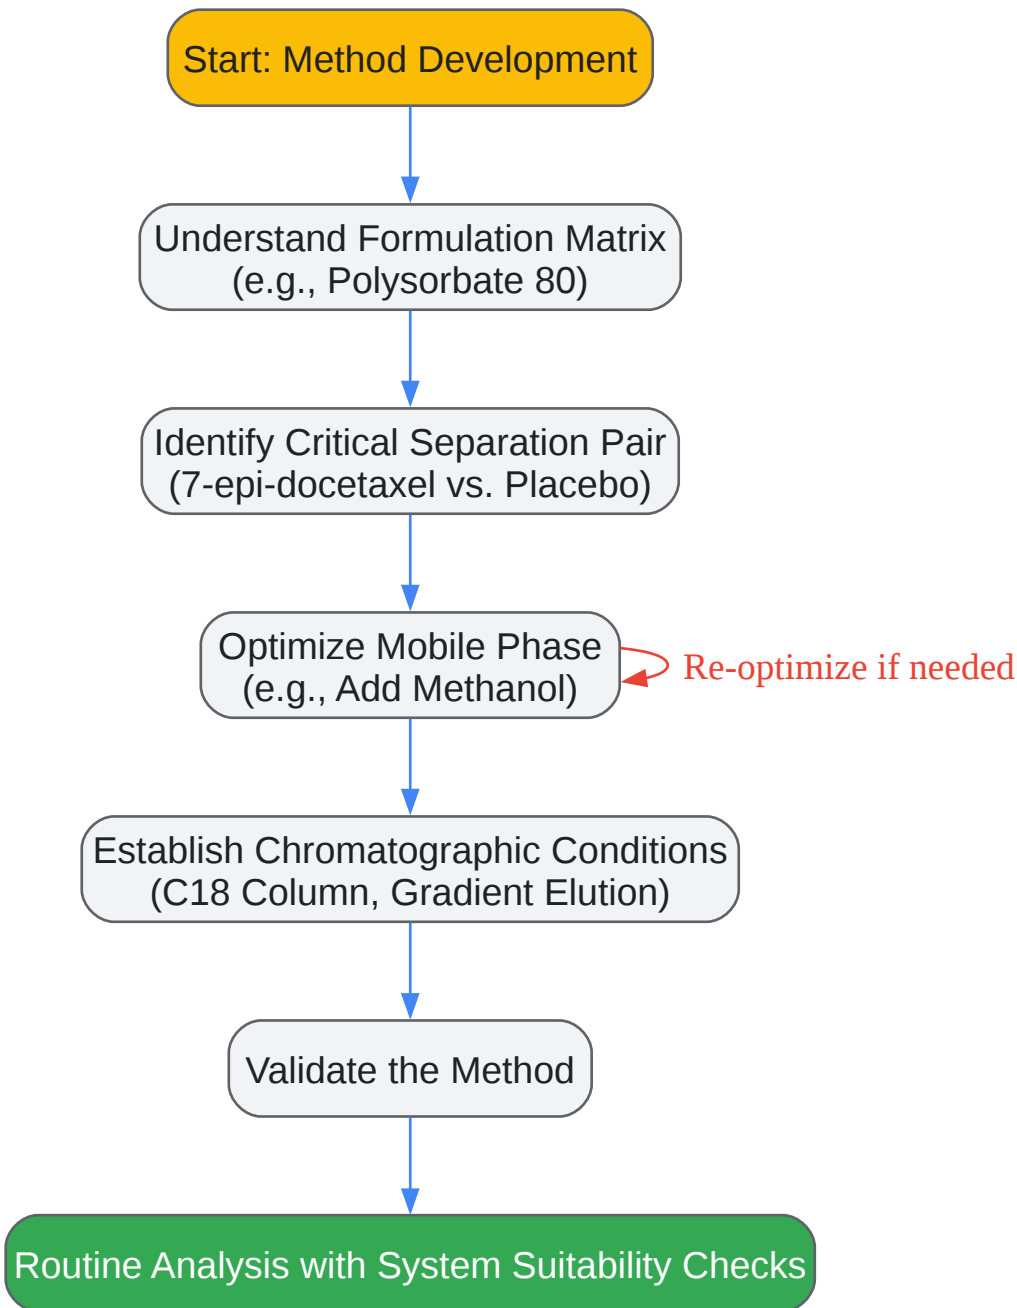 Start: Method Development
Understand Formulation Matrix
(e.g., Polysorbate 80)
Identify Critical Separation Pair
(7-epi-docetaxel vs. Placebo)
Optimize Mobile Phase
(e.g., Add Methanol)
Re-optimize if needed
Establish Chromatographic Conditions
(C18 Column, Gradient Elution)
Validate the Method
Routine Analysis with System Suitability Checks